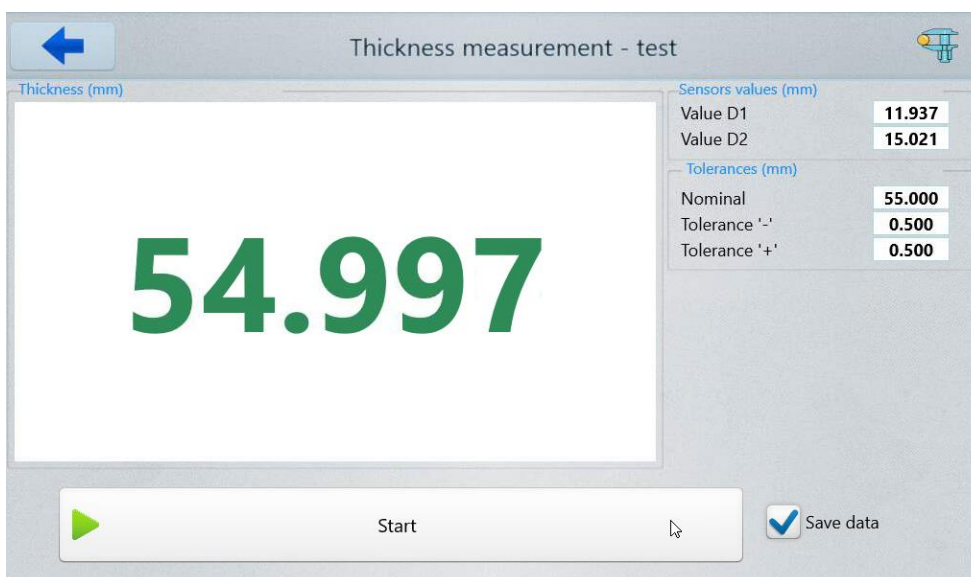 Thickness measurement - test
Thickness (mm)
54.997
Sensors values (mm)
Value D1 11.937
Value D2 15.021
Tolerances (mm)
Nominal 55.000
Tolerance '-' 0.500
Tolerance '+' 0.500
Start
Save data